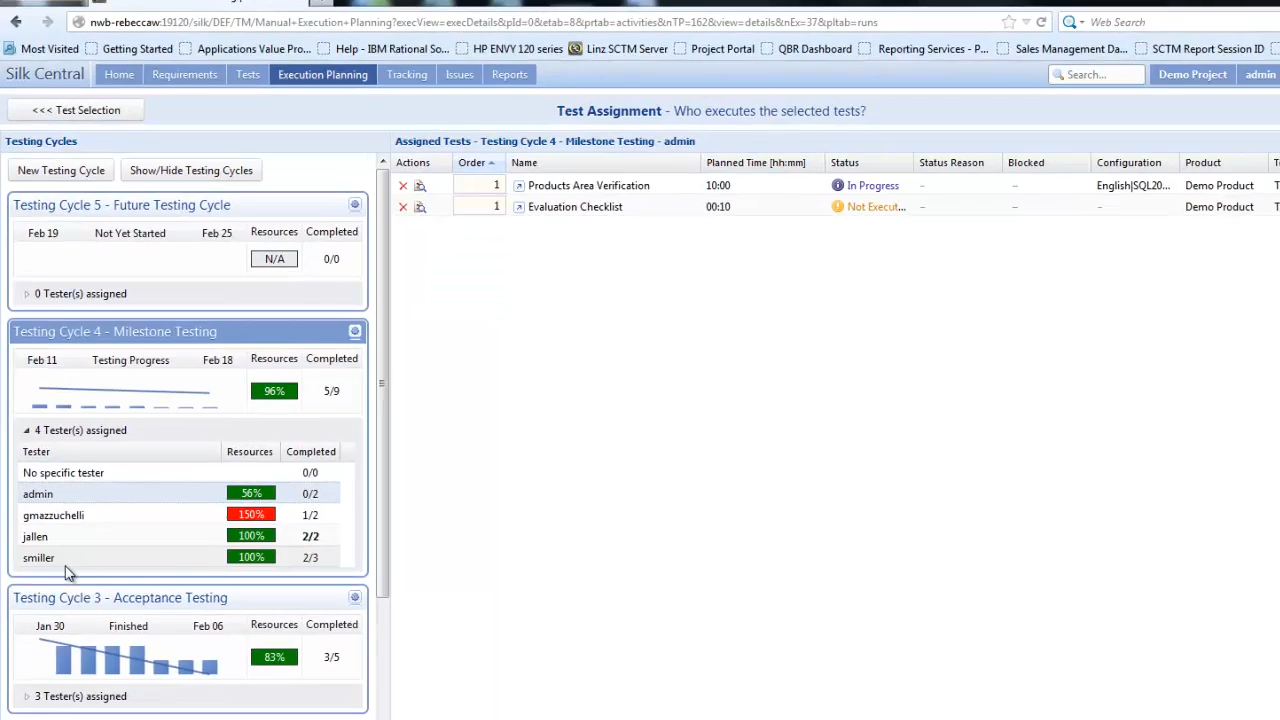 nwb-rebeccaw:19120/silk/DEF/TM/Manual+Execution+Planning?execView=execDetails&pId=0&etab=8&prtab=activities&nTP=162&view=details&nEx=37&pltab=runs
Web Search
Most Visited Getting Started Applications Value Pro... Help - IBM Rational So... HP ENVY 120 series Linz SCTM Server Project Portal QBR Dashboard Reporting Services - P... Sales Management Da... SCTM Report Session ID
Silk Central Home Requirements Tests Execution Planning Tracking Issues Reports Search... Demo Project admin
<<< Test Selection
Test Assignment - Who executes the selected tests?
Testing Cycles
New Testing Cycle Show/Hide Testing Cycles
Testing Cycle 5 - Future Testing Cycle
Feb 19 Not Yet Started Feb 25 Resources Completed
N/A 0/0
0 Tester(s) assigned
Testing Cycle 4 - Milestone Testing
Feb 11 Testing Progress Feb 18 Resources Completed
96% 5/9
4 Tester(s) assigned
Tester Resources Completed
No specific tester 0/0
admin 56% 0/2
gmazzuchelli 150% 1/2
jallen 100% 2/2
smiller 100% 2/3
Testing Cycle 3 - Acceptance Testing
Jan 30 Finished Feb 06 Resources Completed
83% 3/5
3 Tester(s) assigned
Assigned Tests - Testing Cycle 4 - Milestone Testing - admin
Actions Order Name Planned Time [hh:mm] Status Status Reason Blocked Configuration Product
1 Products Area Verification 10:00 In Progress – – English|SQL20... Demo Product
1 Evaluation Checklist 00:10 Not Execut... – – – Demo Product